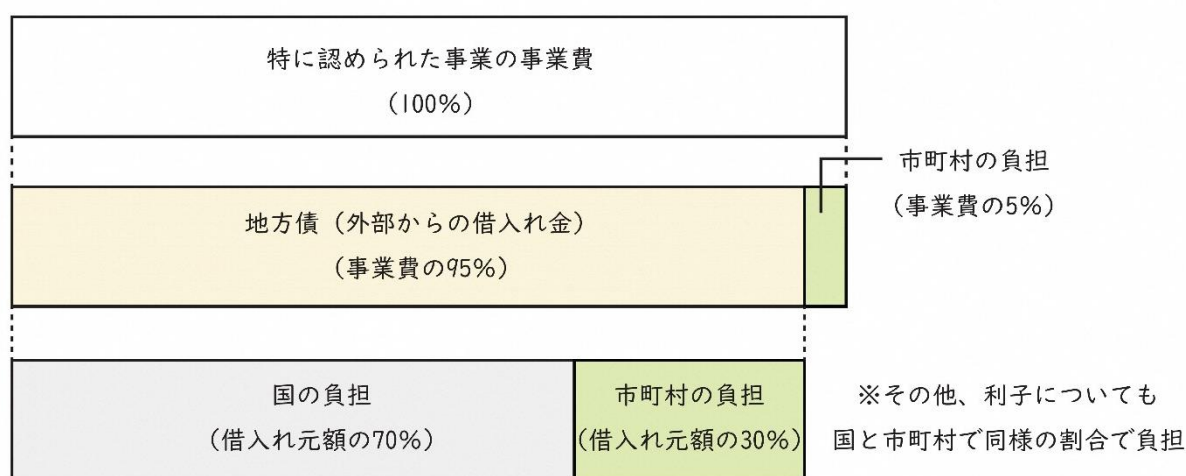 特に認められた事業の事業費
（100％）
市町村の負担
（事業費の5％）
地方債（外部からの借入れ金）
（事業費の95％）
国の負担
（借入れ元額の70％）
市町村の負担
（借入れ元額の30％）
※その他、利子についても
国と市町村で同様の割合で負担